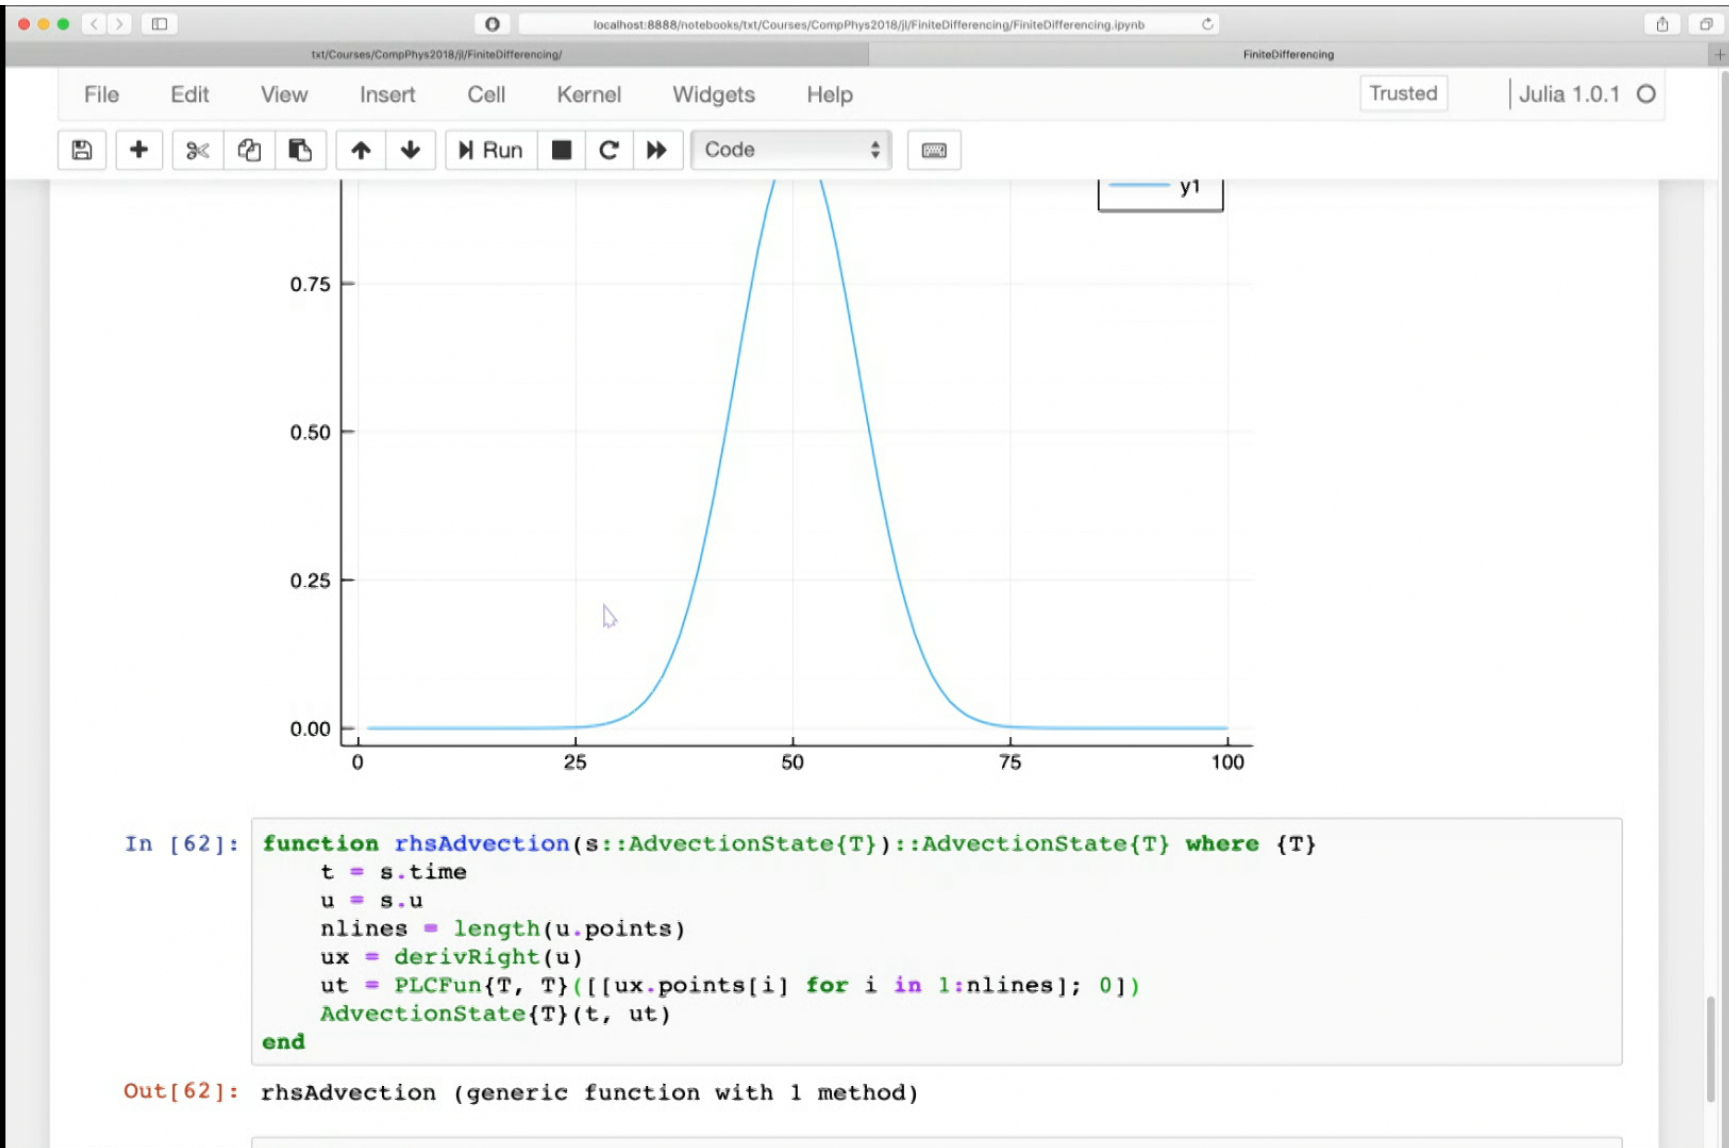 localhost:8888/notebooks/txt/Courses/CompPhys2018/jl/FiniteDifferencing/FiniteDifferencing.ipynb
txt/Courses/CompPhys2018/jl/FiniteDifferencing/ FiniteDifferencing
File Edit View Insert Cell Kernel Widgets Help Trusted Julia 1.0.1
Run Code
y1
0.75
0.50
0.25
0.00
0 25 50 75 100
In [62]: function rhsAdvection(s::AdvectionState{T})::AdvectionState{T} where {T}
t = s.time
u = s.u
nlines = length(u.points)
ux = derivRight(u)
ut = PLCFun{T, T}([[ux.points[i] for i in 1:nlines]; 0])
AdvectionState{T}(t, ut)
end
Out[62]: rhsAdvection (generic function with 1 method)